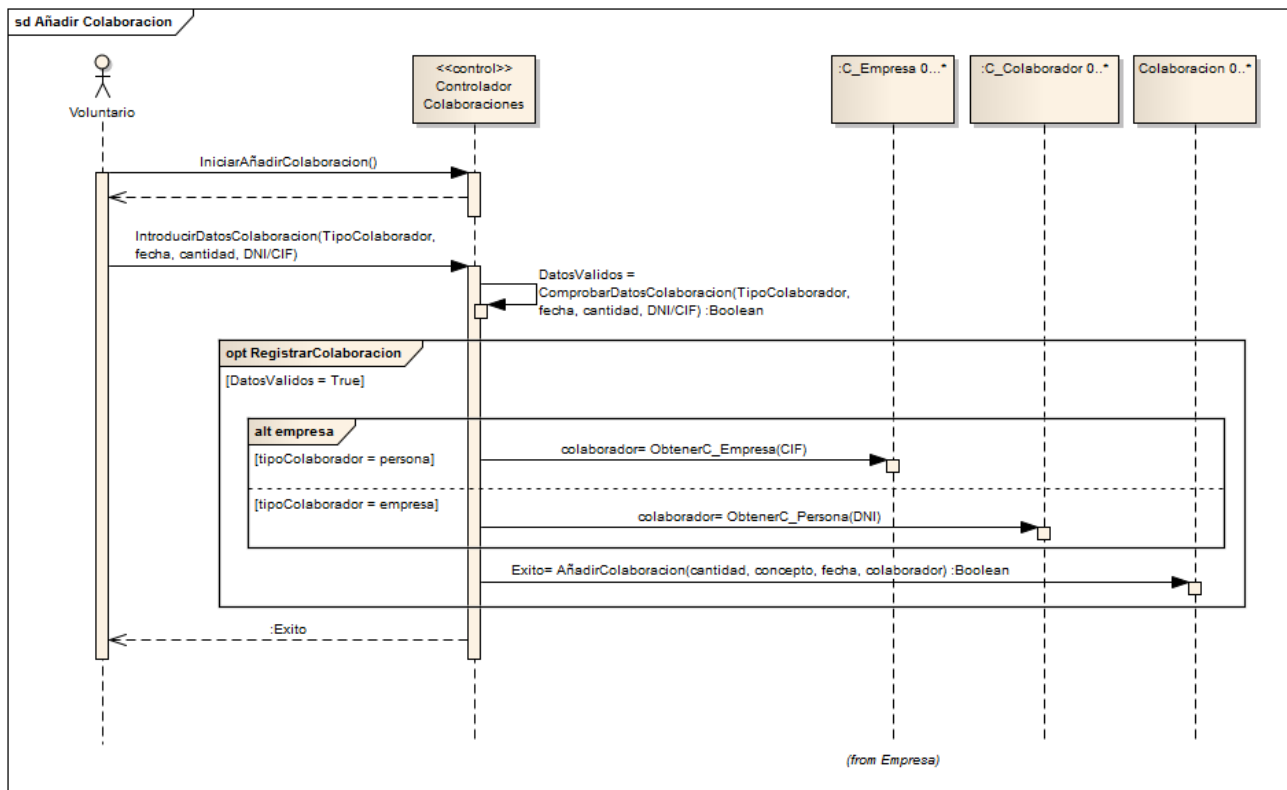 sd Añadir Colaboracion
Voluntario
<<control>>
Controlador
Colaboraciones
:C_Empresa 0...*
:C_Colaborador 0..*
Colaboracion 0..*
IniciarAñadirColaboracion()
IntroducirDatosColaboracion(TipoColaborador,
fecha, cantidad, DNI/CIF)
DatosValidos =
ComprobarDatosColaboracion(TipoColaborador,
fecha, cantidad, DNI/CIF) :Boolean
opt RegistrarColaboracion
[DatosValidos = True]
alt empresa
[tipoColaborador = persona]
colaborador= ObtenerC_Empresa(CIF)
[tipoColaborador = empresa]
colaborador= ObtenerC_Persona(DNI)
Exito= AñadirColaboracion(cantidad, concepto, fecha, colaborador) :Boolean
:Exito
(from Empresa)